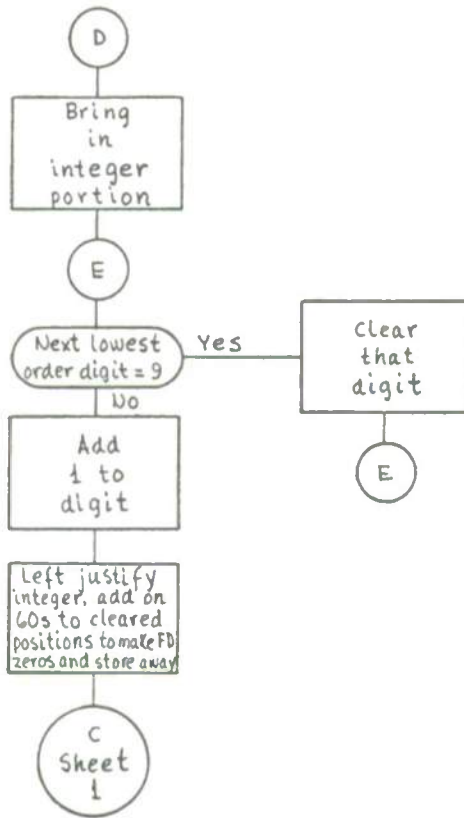 D
Bring
in
integer
portion
E
Next lowest
order digit = 9
Yes
Clear
that
digit
E
No
Add
1 to
digit
Left justify
integer, add on
60s to cleared
positions to make FD
zeros and store away
C
Sheet
1